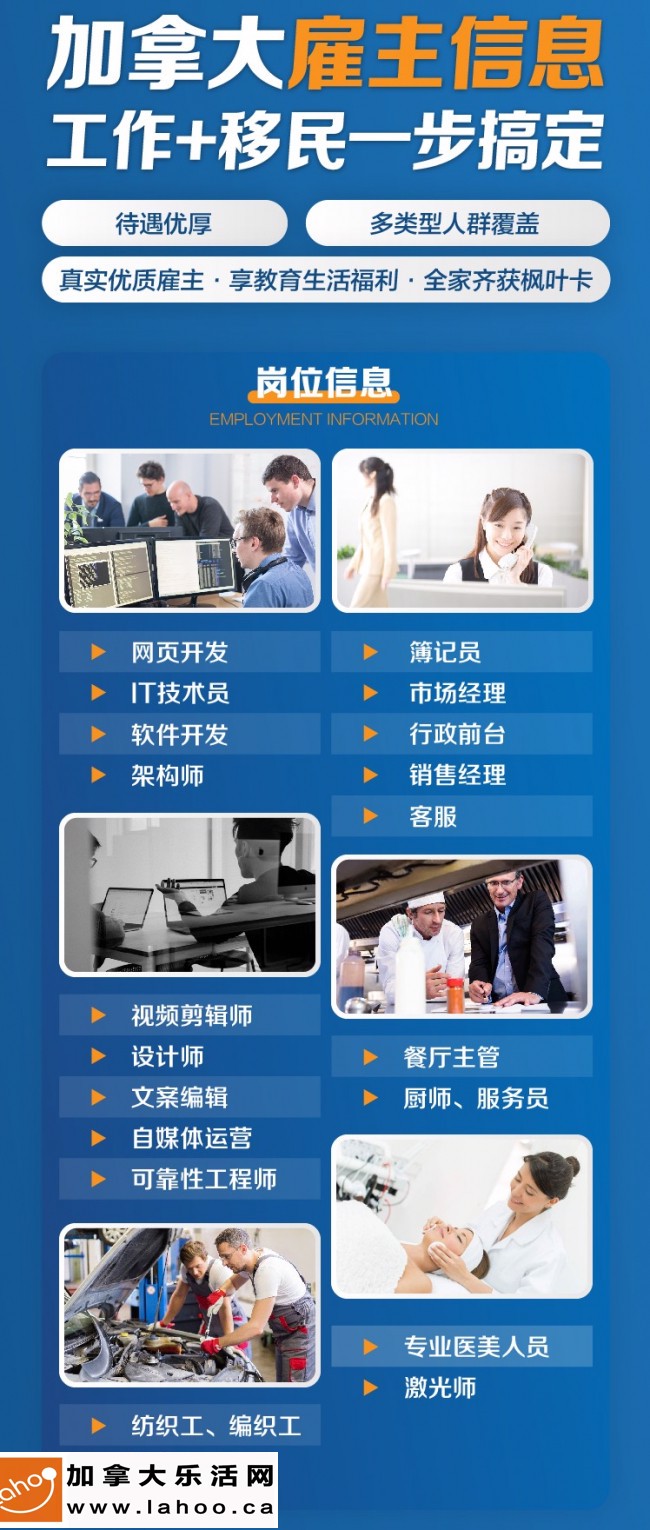 加拿大雇主信息
工作+移民一步搞定
待遇优厚
多类型人群覆盖
真实优质雇主·享教育生活福利·全家齐获枫叶卡
岗位信息
EMPLOYMENT INFORMATION
网页开发
IT技术员
软件开发
架构师
簿记员
市场经理
行政前台
销售经理
客服
视频剪辑师
设计师
文案编辑
自媒体运营
可靠性工程师
餐厅主管
厨师、服务员
专业医美人员
激光师
纺织工、编织工
lahoo
加拿大乐活网
www.lahoo.ca